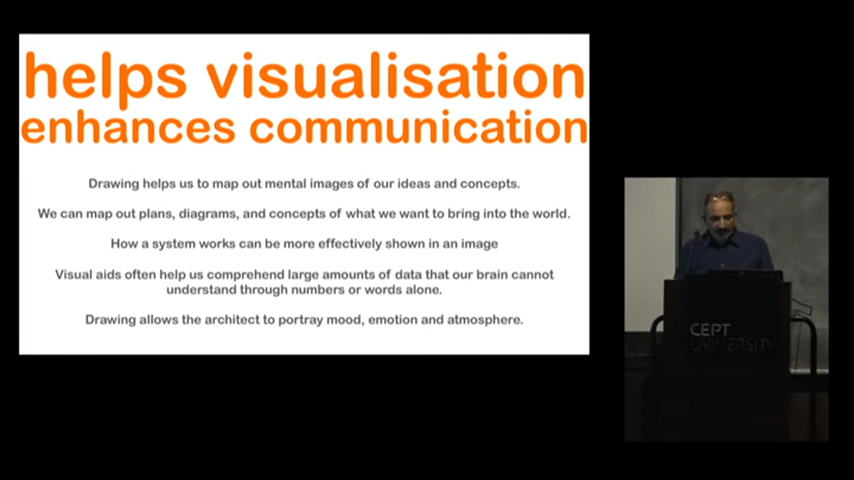 helps visualisation
enhances communication
Drawing helps us to map out mental images of our ideas and concepts.
We can map out plans, diagrams, and concepts of what we want to bring into the world.
How a system works can be more effectively shown in an image
Visual aids often help us comprehend large amounts of data that our brain cannot
understand through numbers or words alone.
Drawing allows the architect to portray mood, emotion and atmosphere.
CEPT
UNIVERSITY